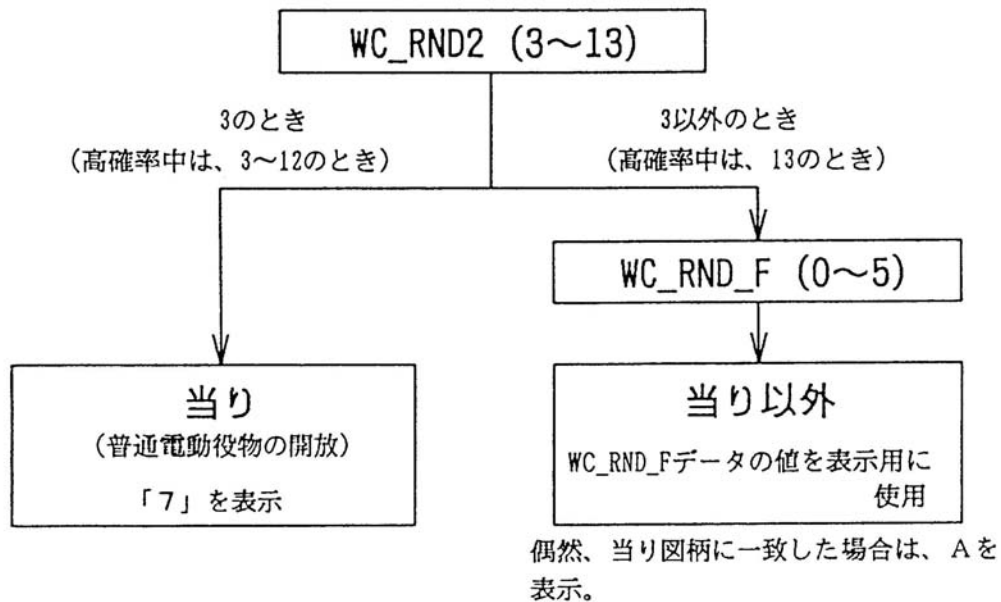 WC_RND2 (3〜13)
3のとき
(高確率中は、3〜12のとき)
3以外のとき
(高確率中は、13のとき)
WC_RND_F (0〜5)
当り
(普通電動役物の開放)
「7」を表示
当り以外
WC_RND_Fデータの値を表示用に
使用
偶然、当り図柄に一致した場合は、Aを
表示。